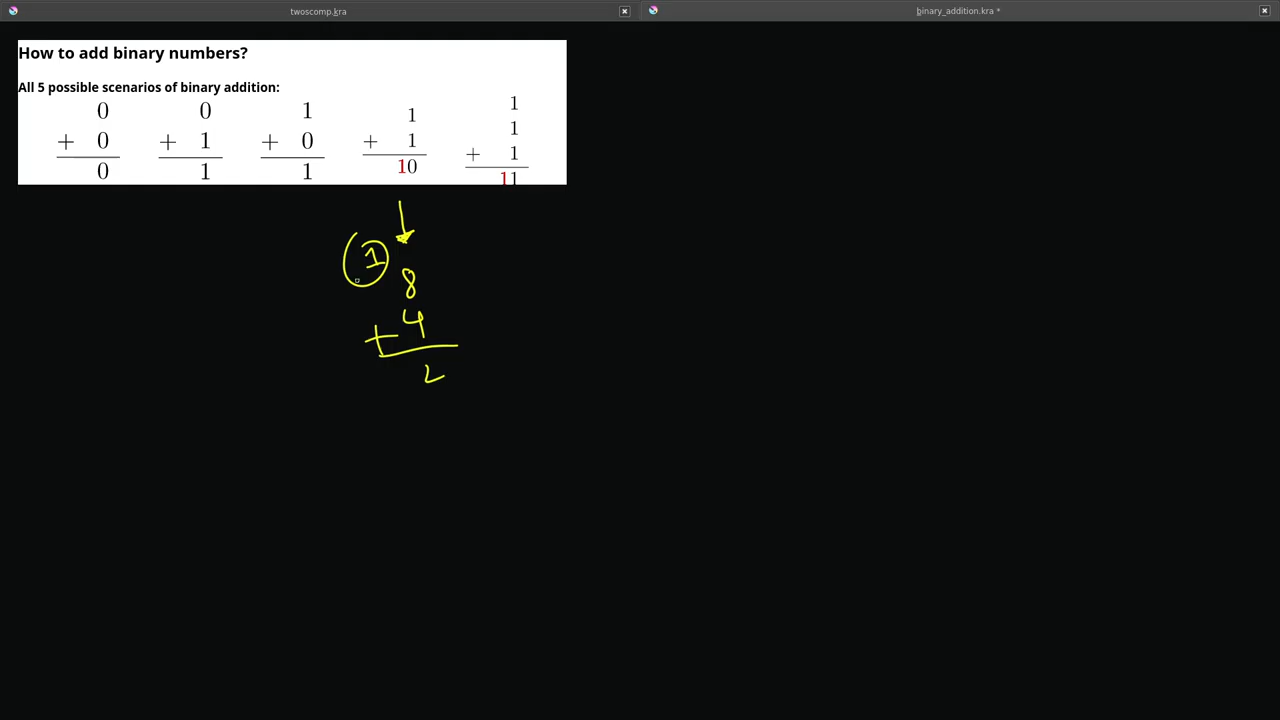 twoscomp.kra
binary_addition.kra *
How to add binary numbers?
All 5 possible scenarios of binary addition:
0 0 1 1 1
1
+ 0 + 1 + 0 + 1 + 1
0 1 1 10 11
1
8
+ 4
2